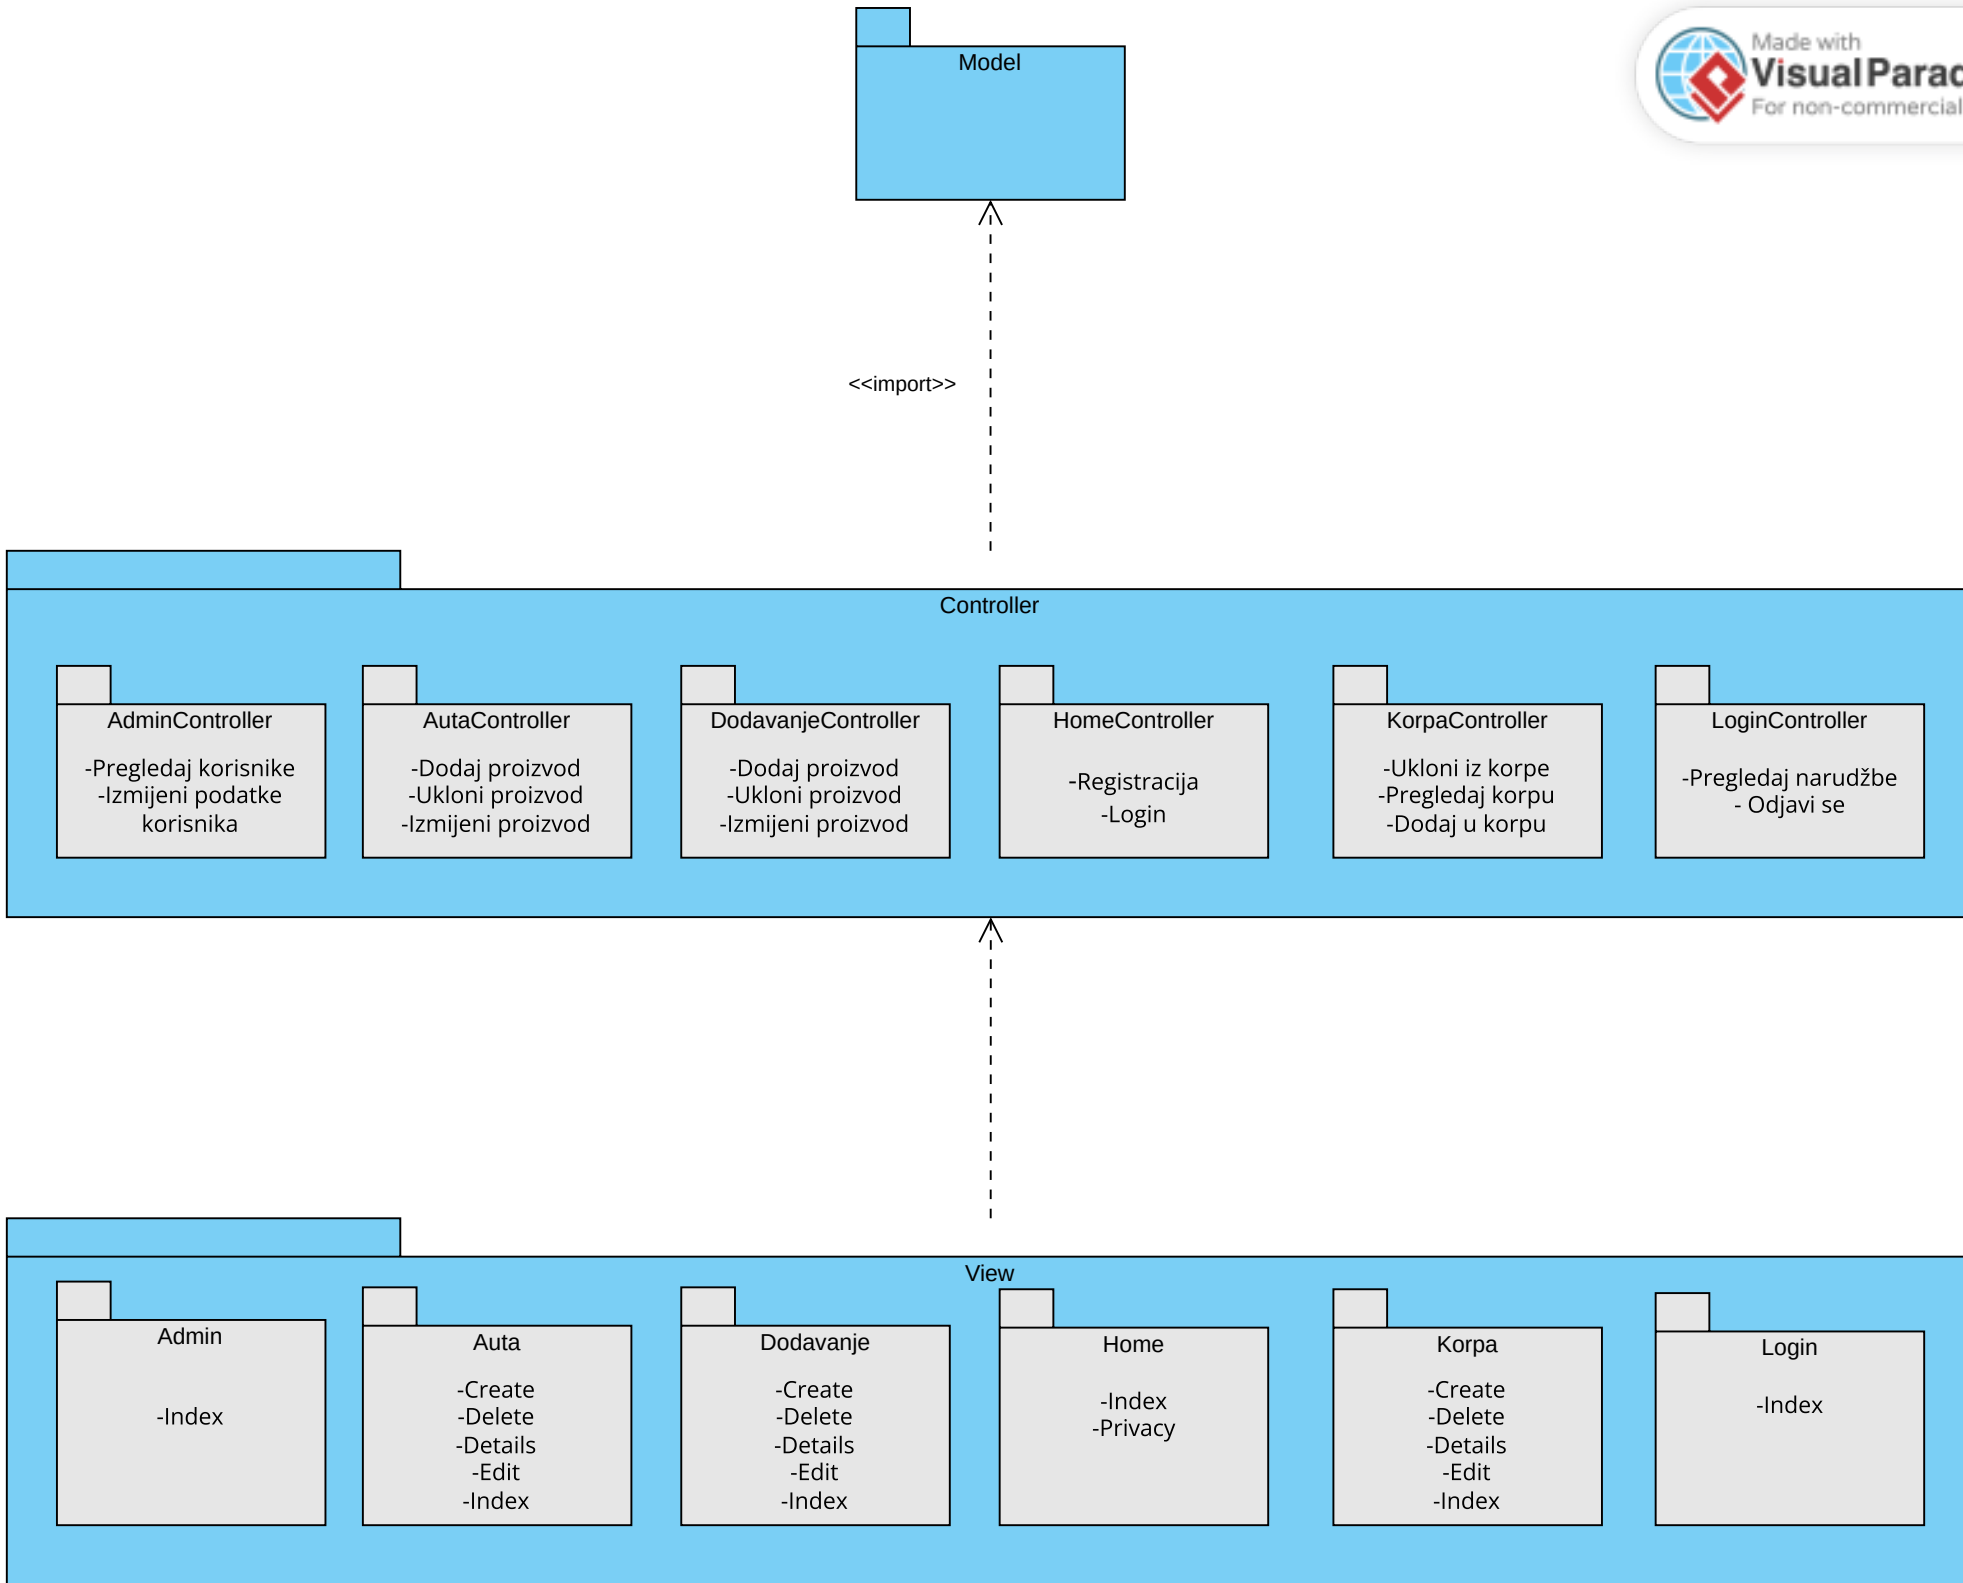 Model
Made with
Visual Parad
For non-commercial
<<import>>
Controller
AdminController
-Pregledaj korisnike
-Izmijeni podatke
korisnika
AutaController
-Dodaj proizvod
-Ukloni proizvod
-Izmijeni proizvod
DodavanjeController
-Dodaj proizvod
-Ukloni proizvod
-Izmijeni proizvod
HomeController
-Registracija
-Login
KorpaController
-Ukloni iz korpe
-Pregledaj korpu
-Dodaj u korpu
LoginController
-Pregledaj narudžbe
- Odjavi se
View
Admin
-Index
Auta
-Create
-Delete
-Details
-Edit
-Index
Dodavanje
-Create
-Delete
-Details
-Edit
-Index
Home
-Index
-Privacy
Korpa
-Create
-Delete
-Details
-Edit
-Index
Login
-Index